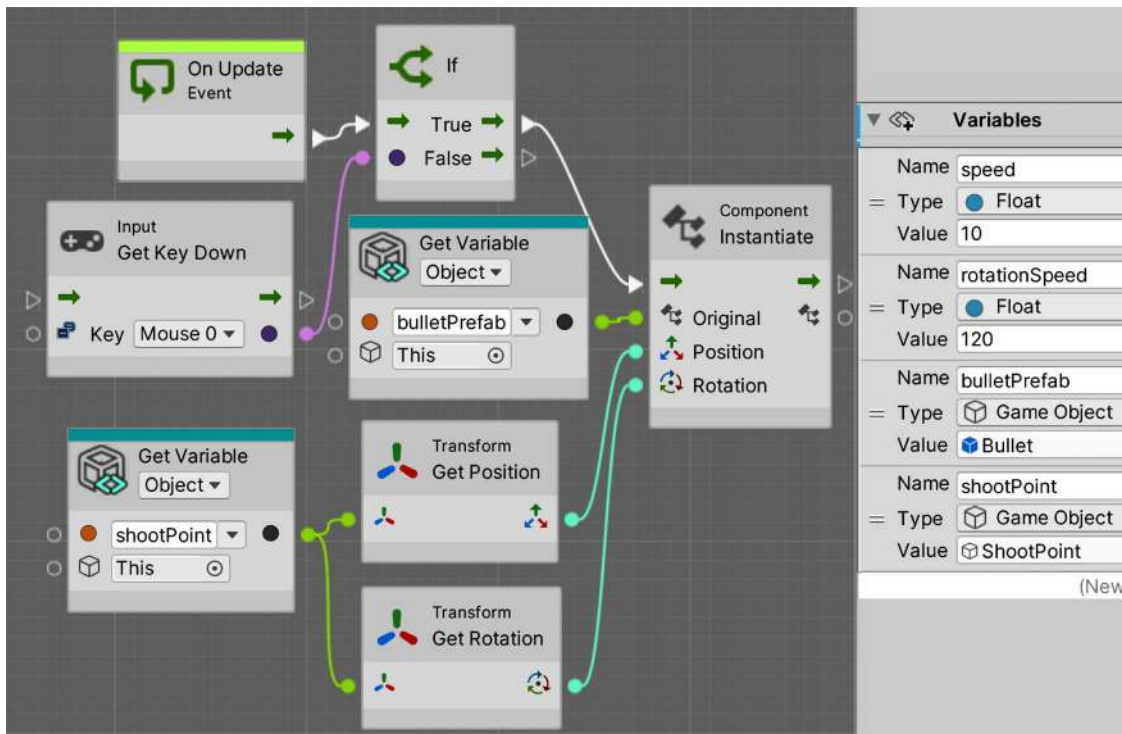 On Update
Event
If
True
False
Input
Get Key Down
Key Mouse 0
Get Variable
Object
bulletPrefab
This
Component
Instantiate
Original
Position
Rotation
Get Variable
Object
shootPoint
This
Transform
Get Position
Transform
Get Rotation
Variables
Name speed
= Type Float
Value 10
Name rotationSpeed
= Type Float
Value 120
Name bulletPrefab
= Type Game Object
Value Bullet
Name shootPoint
= Type Game Object
Value ShootPoint
(New